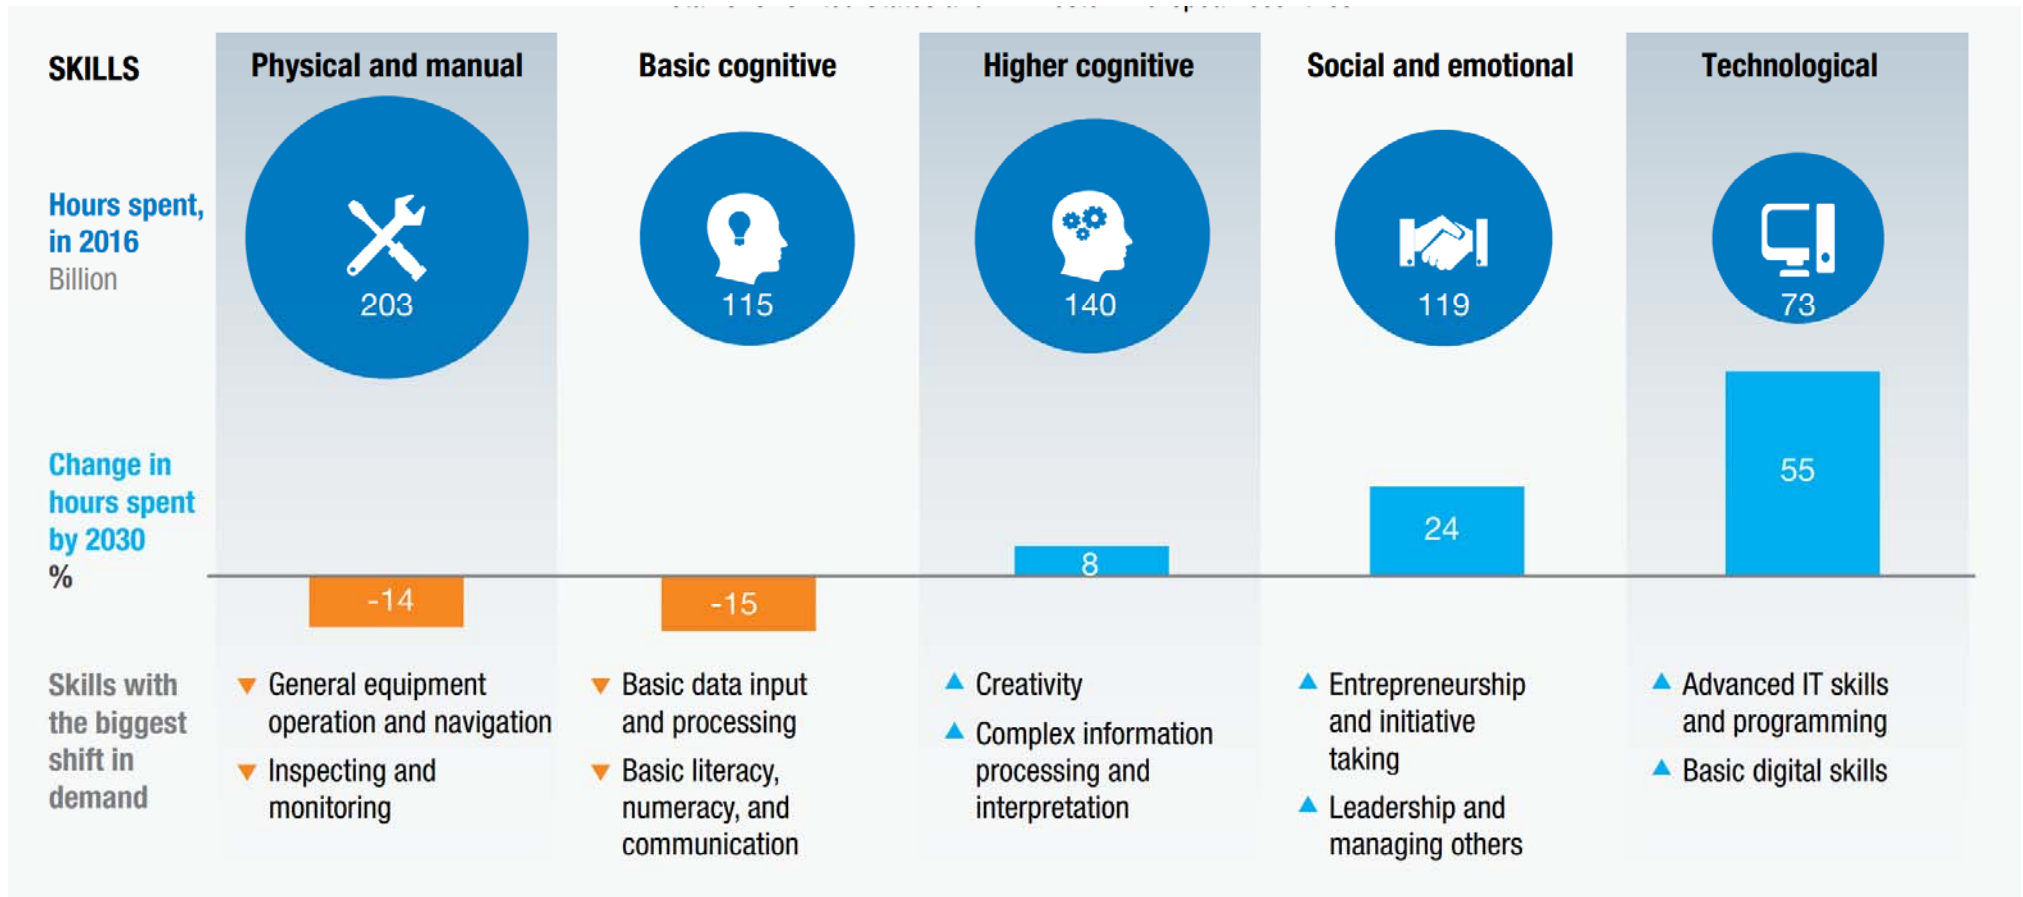 SKILLS
Physical and manual
Basic cognitive
Higher cognitive
Social and emotional
Technological
Hours spent,
in 2016
Billion
203
115
140
119
73
Change in
hours spent
by 2030
%
-14
-15
8
24
55
Skills with
the biggest
shift in
demand
▼ General equipment
operation and navigation
▼ Inspecting and
monitoring
▼ Basic data input
and processing
▼ Basic literacy,
numeracy, and
communication
▲ Creativity
▲ Complex information
processing and
interpretation
▲ Entrepreneurship
and initiative
taking
▲ Leadership and
managing others
▲ Advanced IT skills
and programming
▲ Basic digital skills